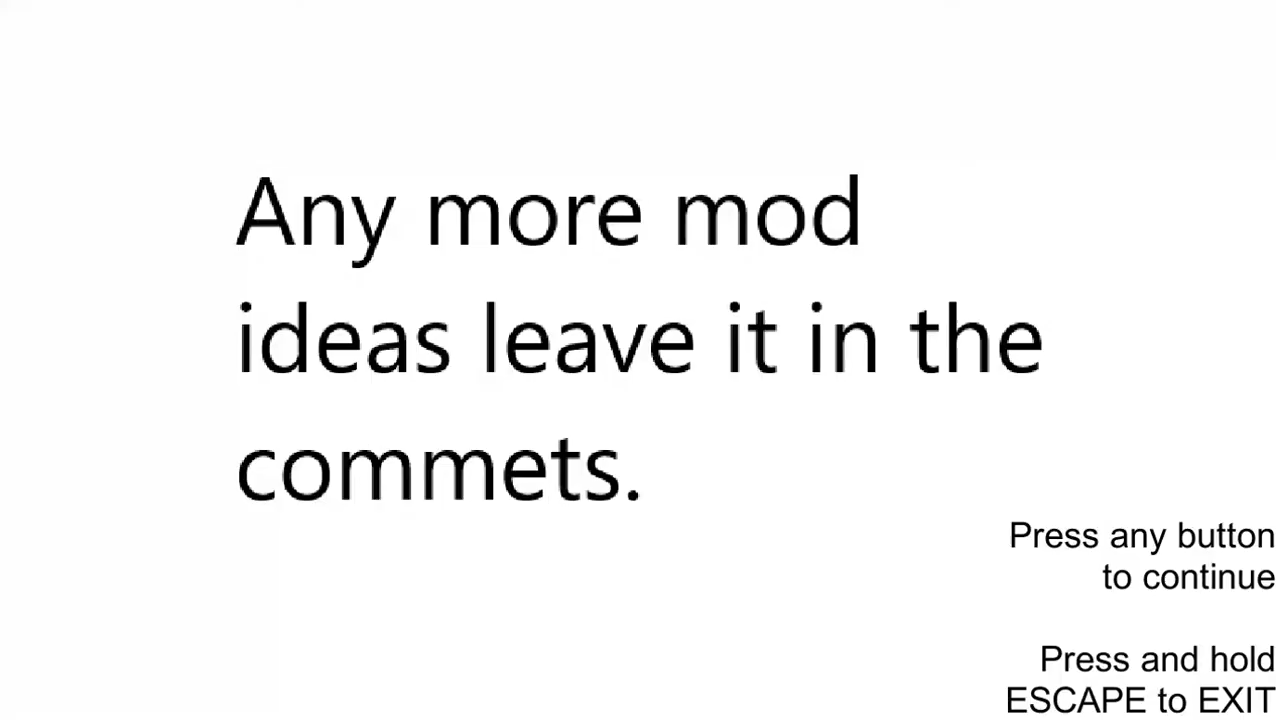 Any more mod
ideas leave it in the
commets.
Press any button
to continue
Press and hold
ESCAPE to EXIT